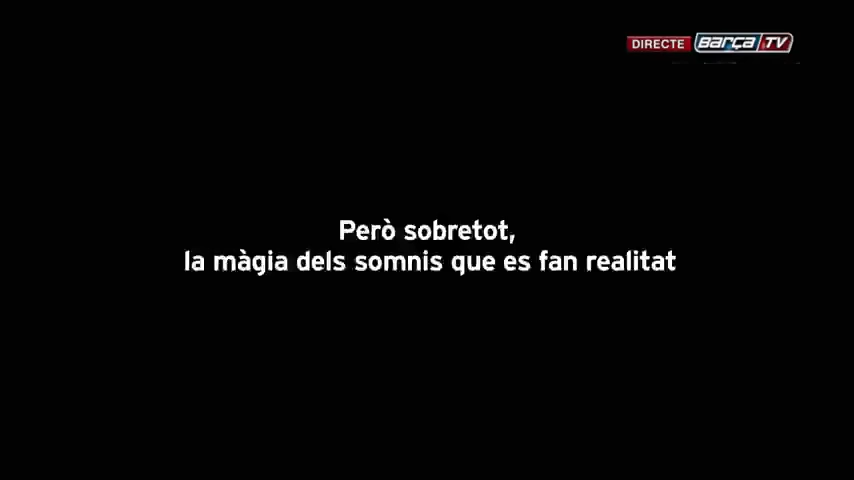 DIRECTE BARÇA TV
Però sobretot,
la màgia dels somnis que es fan realitat